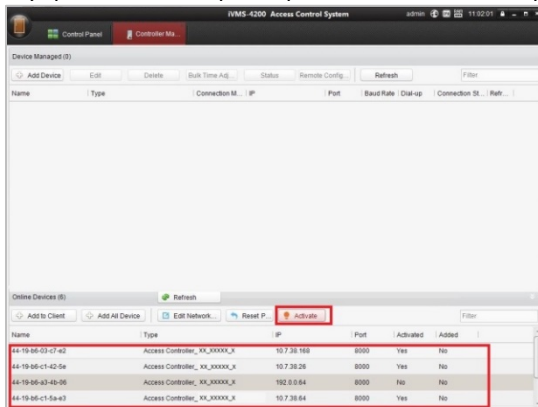 iVMS-4200 Access Control System
admin
11:02:01
Control Panel
Controller Ma...
Device Managed (3)
Add Device Edit Delete Bulk Time Adj... Status Remote Config... Refresh Filter
Name Type Connection M... IP Port Baud Rate Dial-up Connection St... Refr...
Online Devices (6) Refresh
Add to Client Add All Device Edit Network... Reset P... Activate Filter
Name Type IP Port Activated Added
44-19-b6-03-c7-e2 Access Controller_ XX_XXXXX_X 10.7.38.168 8000 Yes No
44-19-b6-c1-42-5e Access Controller_ XX_XXXXX_X 10.7.38.26 8000 Yes No
44-19-b6-a3-4b-06 Access Controller_ XX_XXXXX_X 192.0.0.64 8000 No No
44-19-b6-c1-5a-e3 Access Controller_ XX_XXXXX_X 10.7.38.64 8000 Yes No